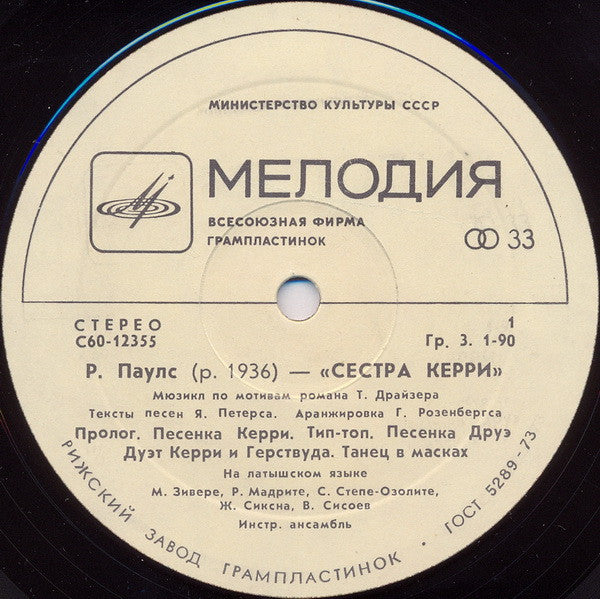 МИНИСТЕРСТВО КУЛЬТУРЫ СССР
МЕЛОДИЯ
ВСЕСОЮЗНАЯ ФИРМА
ГРАМПЛАСТИНОК
33
СТЕРЕО
С60-12355
1
Гр. 3. 1-90
Р. Паулс (р. 1936) — «СЕСТРА КЕРРИ»
Мюзикл по мотивам романа Т. Драйзера
Тексты песен Я. Петерса. Аранжировка Г. Розенбергса
Пролог. Песенка Керри. Тип-топ. Песенка Друэ
Дуэт Керри и Герствуда. Танец в масках
На латышском языке
М. Зивере, Р. Мадрите, С. Степе-Озолите,
Ж. Сиксна, В. Сисоев
Инстр. ансамбль
РИЖСКИЙ ЗАВОД ГРАМПЛАСТИНОК · ГОСТ 5289-73